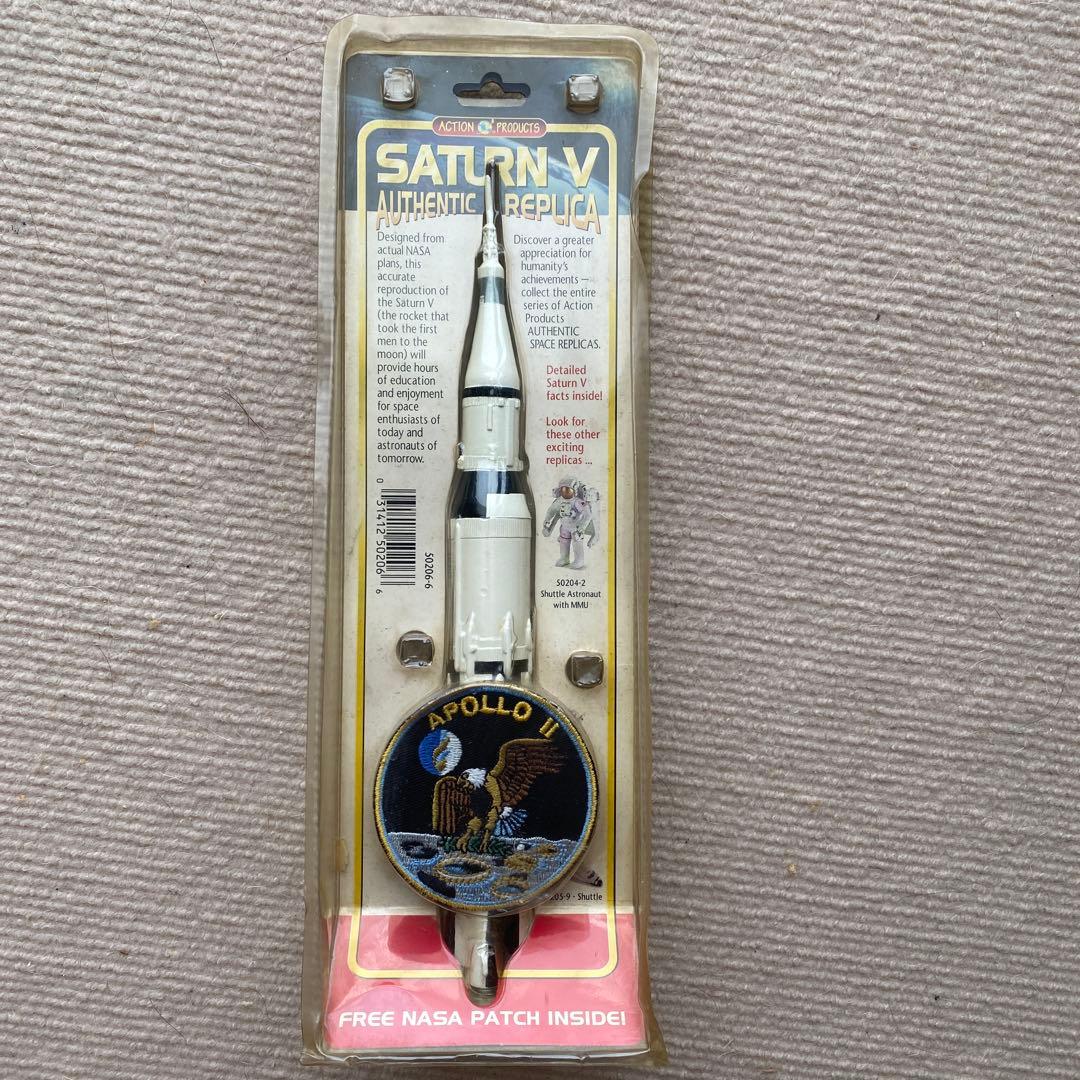 ACTION PRODUCTS
SATURN V
AUTHENTIC REPLICA
Designed from
actual NASA
plans, this
accurate
reproduction of
the Saturn V
(the rocket that
took the first
men to the
moon) will
provide hours
of education
and enjoyment
for space
enthusiasts of
today and
astronauts of
tomorrow.
Discover a greater
appreciation for
humanity's
achievements —
collect the entire
series of Action
Products
AUTHENTIC
SPACE REPLICAS.
Detailed
Saturn V
facts inside!
Look for
these other
exciting
replicas ...
0 31412 50206 6
50206-6
50204-2
Shuttle Astronaut
with MMU
APOLLO 11
205-9 - Shuttle
FREE NASA PATCH INSIDE!